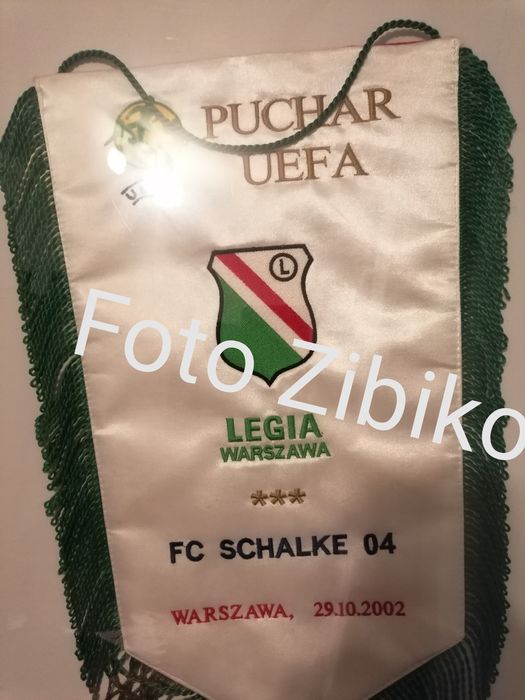 PUCHAR
UEFA
L
Foto Zibiko
LEGIA
WARSZAWA
***
FC SCHALKE 04
WARSZAWA, 29.10.2002